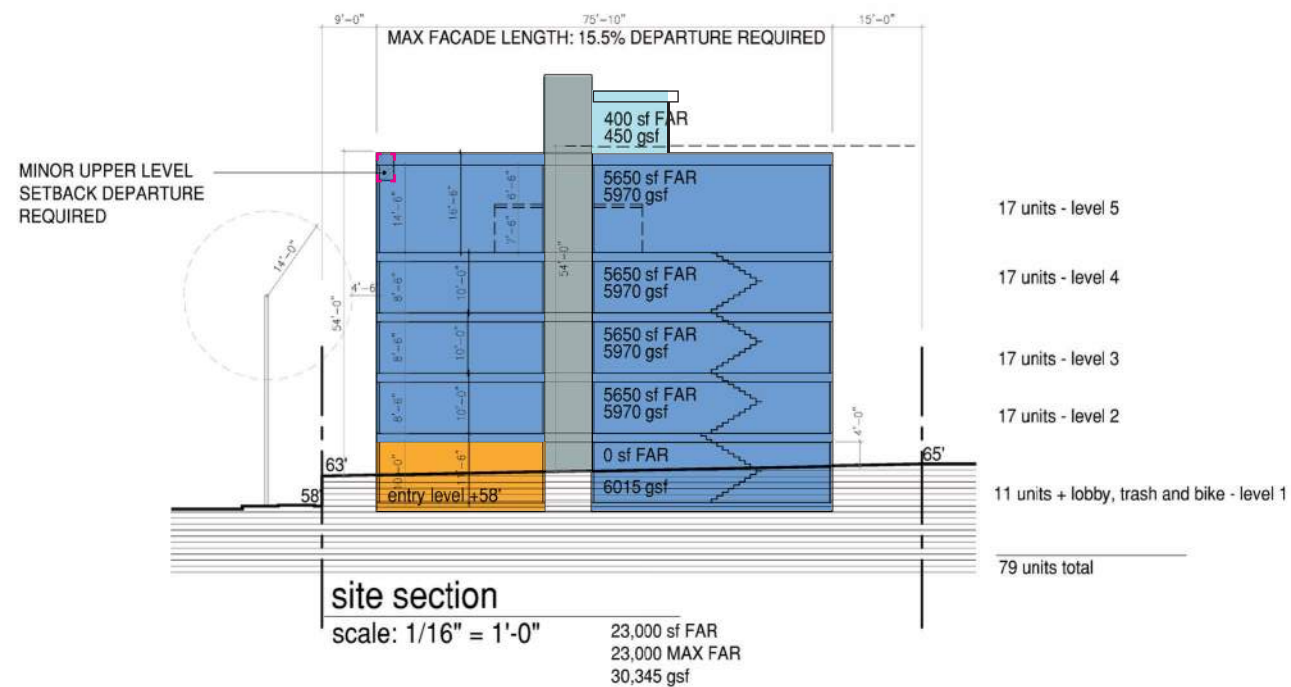 9'-0"
75'-10"
15'-0"
MAX FACADE LENGTH: 15.5% DEPARTURE REQUIRED
400 sf FAR
450 gsf
MINOR UPPER LEVEL
SETBACK DEPARTURE
REQUIRED
14'-6"
16'-6"
6'-6"
7'-6"
5650 sf FAR
5970 gsf
17 units - level 5
14'-0"
4'-6
54'-0"
54'-0"
8'-6"
10'-0"
5650 sf FAR
5970 gsf
17 units - level 4
8'-6"
10'-0"
5650 sf FAR
5970 gsf
17 units - level 3
8'-6"
10'-0"
5650 sf FAR
5970 gsf
17 units - level 2
4'-0"
63'
65'
58'
10'-0"
entry level +58'
0 sf FAR
6015 gsf
11 units + lobby, trash and bike - level 1
79 units total
site section
scale: 1/16" = 1'-0"
23,000 sf FAR
23,000 MAX FAR
30,345 gsf